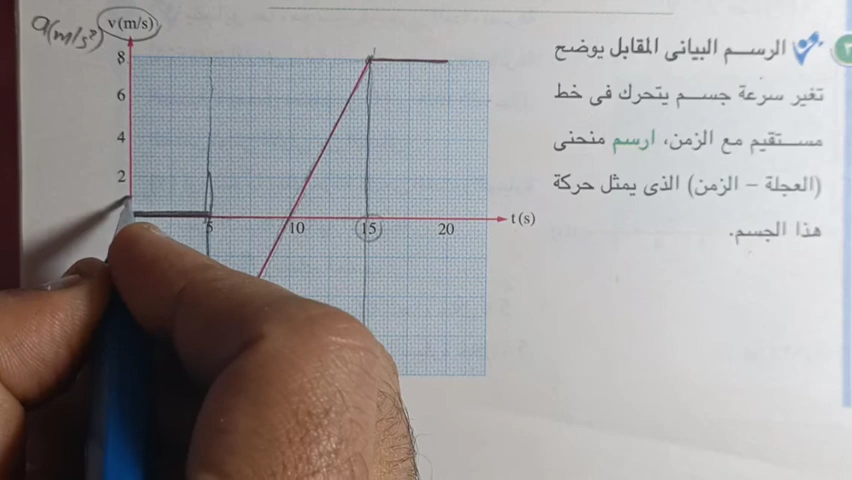 a(m/s²)
v(m/s)
8
6
4
2
5
10
15
20
t(s)
٣
الرسم البيانى المقابل يوضح
تغير سرعة جسم يتحرك فى خط
مستقيم مع الزمن، ارسم منحنى
(العجلة - الزمن) الذى يمثل حركة
هذا الجسم.